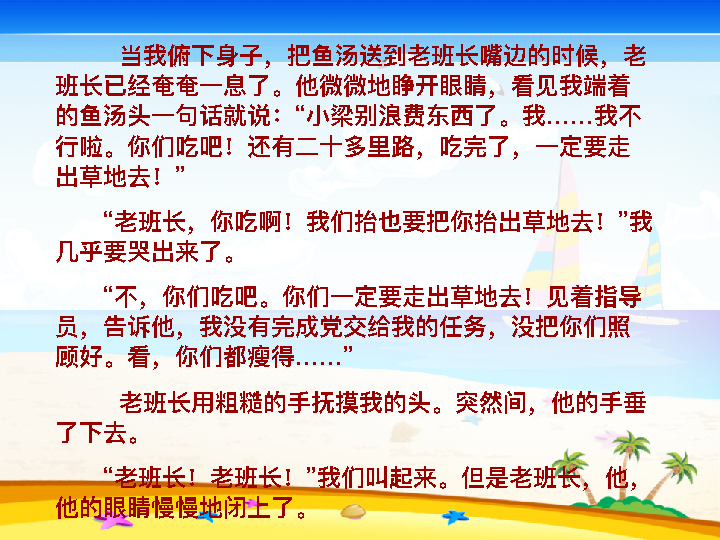 当我俯下身子，把鱼汤送到老班长嘴边的时候，老
班长已经奄奄一息了。他微微地睁开眼睛，看见我端着
的鱼汤头一句话就说：“小梁别浪费东西了。我……我不
行啦。你们吃吧！还有二十多里路，吃完了，一定要走
出草地去！”
“老班长，你吃啊！我们抬也要把你抬出草地去！”我
几乎要哭出来了。
“不，你们吃吧。你们一定要走出草地去！见着指导
员，告诉他，我没有完成党交给我的任务，没把你们照
顾好。看，你们都瘦得……”
老班长用粗糙的手抚摸我的头。突然间，他的手垂
了下去。
“老班长！老班长！”我们叫起来。但是老班长，他，
他的眼睛慢慢地闭上了。